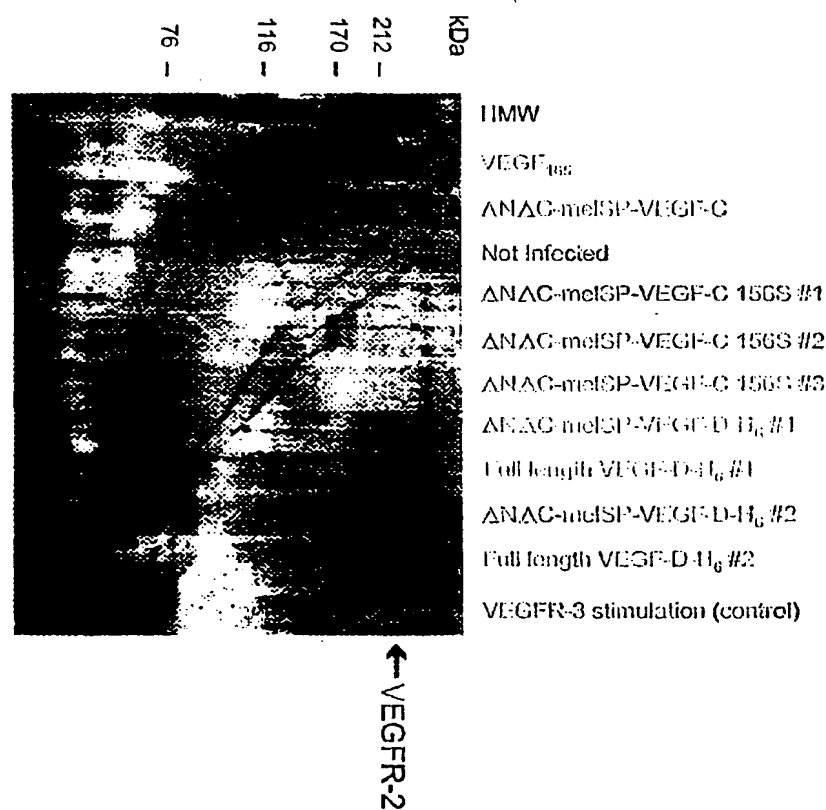 kDa
212 –
170 –
116 –
76 –
HMW
VEGF165
ΔNΔC-melSP-VEGF-C
Not Infected
ΔNΔC-melSP-VEGF-C 156S #1
ΔNΔC-melSP-VEGF-C 156S #2
ΔNΔC-melSP-VEGF-C 156S #3
ΔNΔC-melSP-VEGF-D-H6 #1
Full length VEGF-D-H6 #1
ΔNΔC-melSP-VEGF-D-H6 #2
Full length VEGF-D-H6 #2
VEGFR-3 stimulation (control)
←VEGFR-2